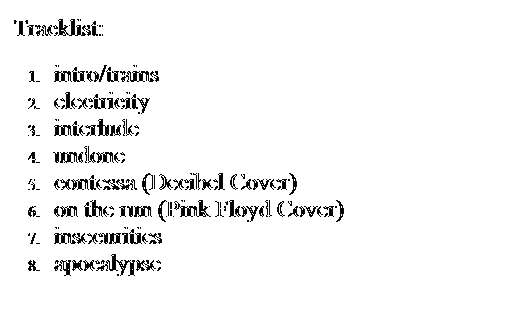 Tracklist:
1. intro/trains
2. electricity
3. interlude
4. undone
5. contessa (Decibel Cover)
6. on the run (Pink Floyd Cover)
7. insecurities
8. apocalypse